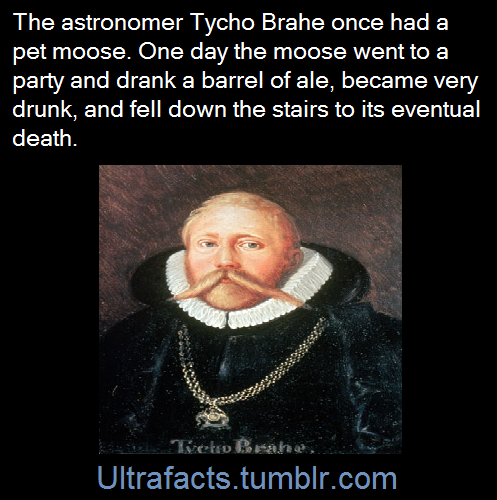 The astronomer Tycho Brahe once had a
pet moose. One day the moose went to a
party and drank a barrel of ale, became very
drunk, and fell down the stairs to its eventual
death.
Tycho Brahe.
Ultrafacts.tumblr.com